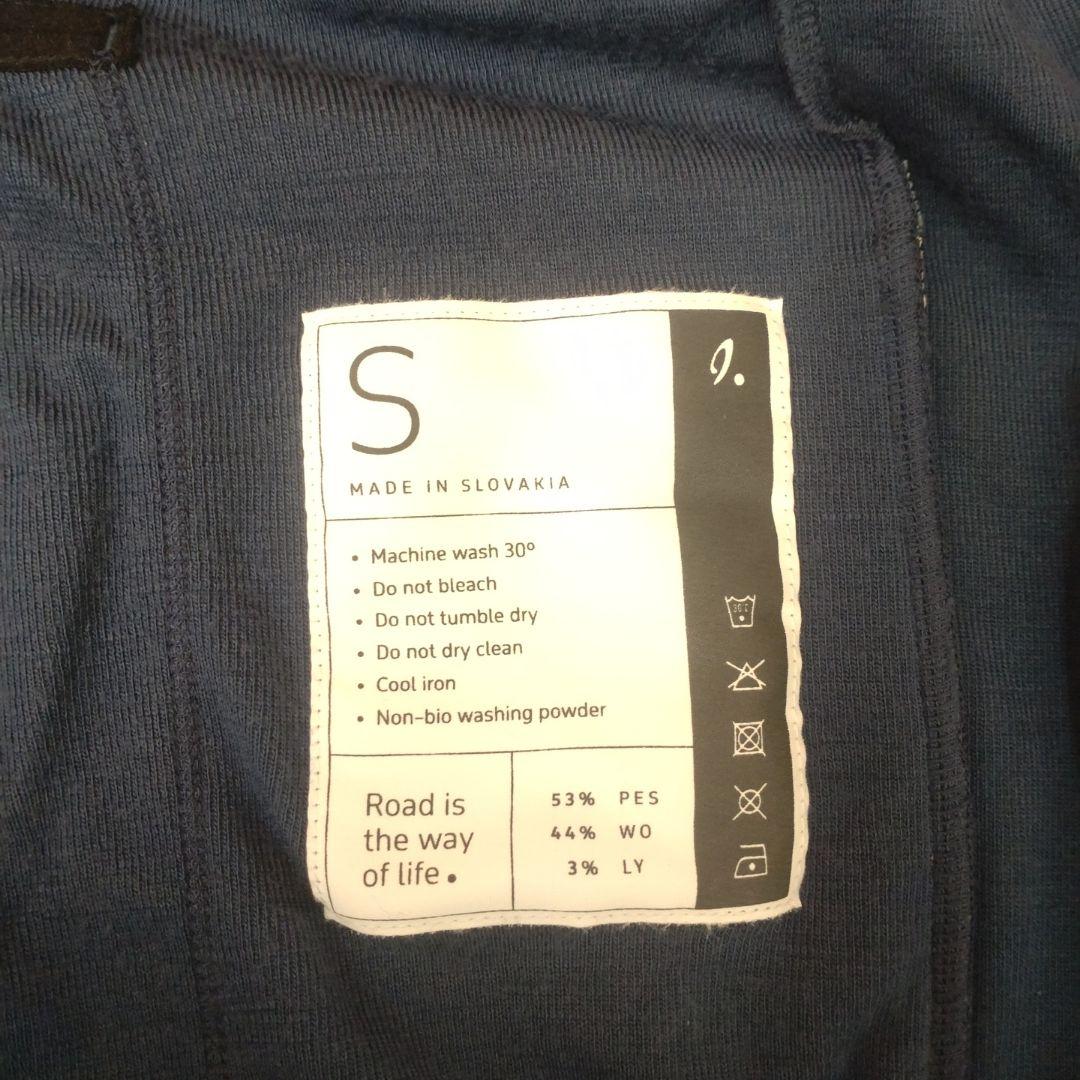 S
MADE IN SLOVAKIA
• Machine wash 30º
• Do not bleach
• Do not tumble dry
• Do not dry clean
• Cool iron
• Non-bio washing powder
Road is
the way
of life.
53% PES
44% WO
3% LY
30°C